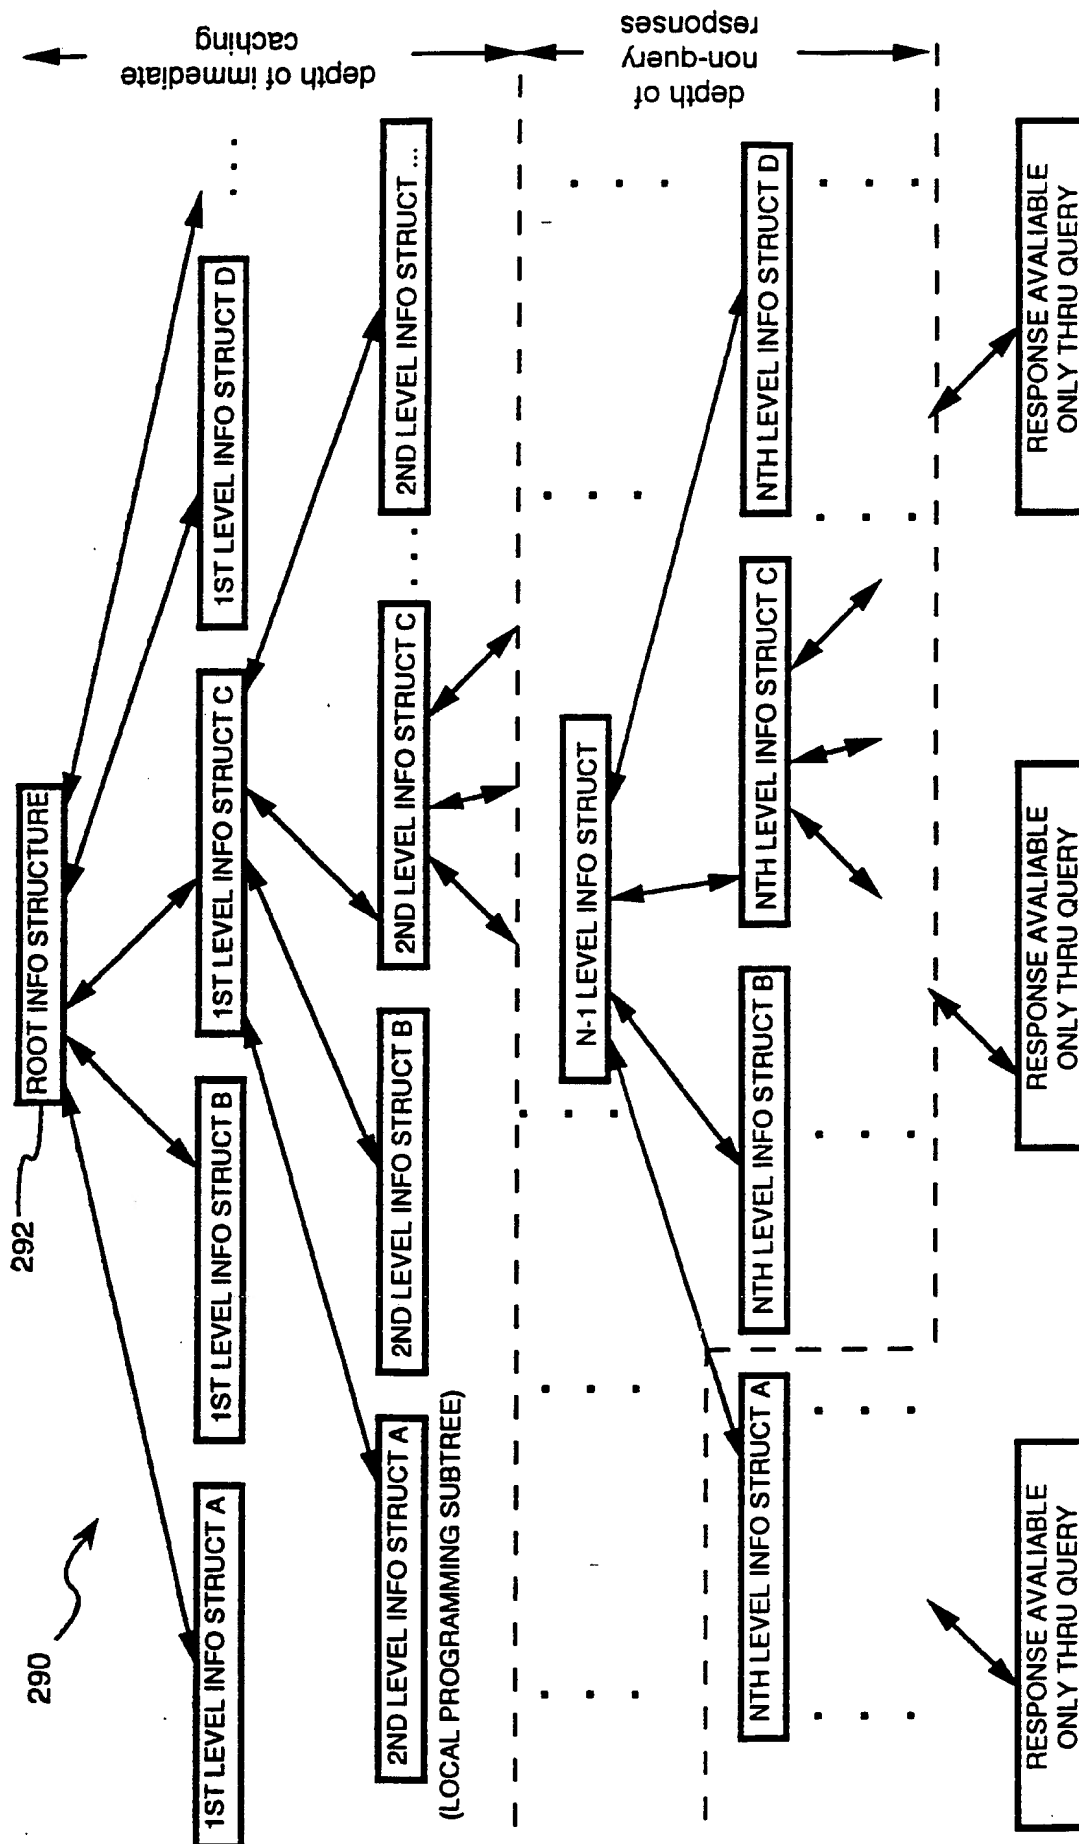 290
292
ROOT INFO STRUCTURE
1ST LEVEL INFO STRUCT A
1ST LEVEL INFO STRUCT B
1ST LEVEL INFO STRUCT C
1ST LEVEL INFO STRUCT D
. . .
depth of immediate
caching
2ND LEVEL INFO STRUCT A
(LOCAL PROGRAMMING SUBTREE)
2ND LEVEL INFO STRUCT B
2ND LEVEL INFO STRUCT C
. . .
2ND LEVEL INFO STRUCT ...
N-1 LEVEL INFO STRUCT
depth of
non-query
responses
NTH LEVEL INFO STRUCT A
NTH LEVEL INFO STRUCT B
NTH LEVEL INFO STRUCT C
NTH LEVEL INFO STRUCT D
RESPONSE AVALIABLE
ONLY THRU QUERY
RESPONSE AVALIABLE
ONLY THRU QUERY
RESPONSE AVALIABLE
ONLY THRU QUERY